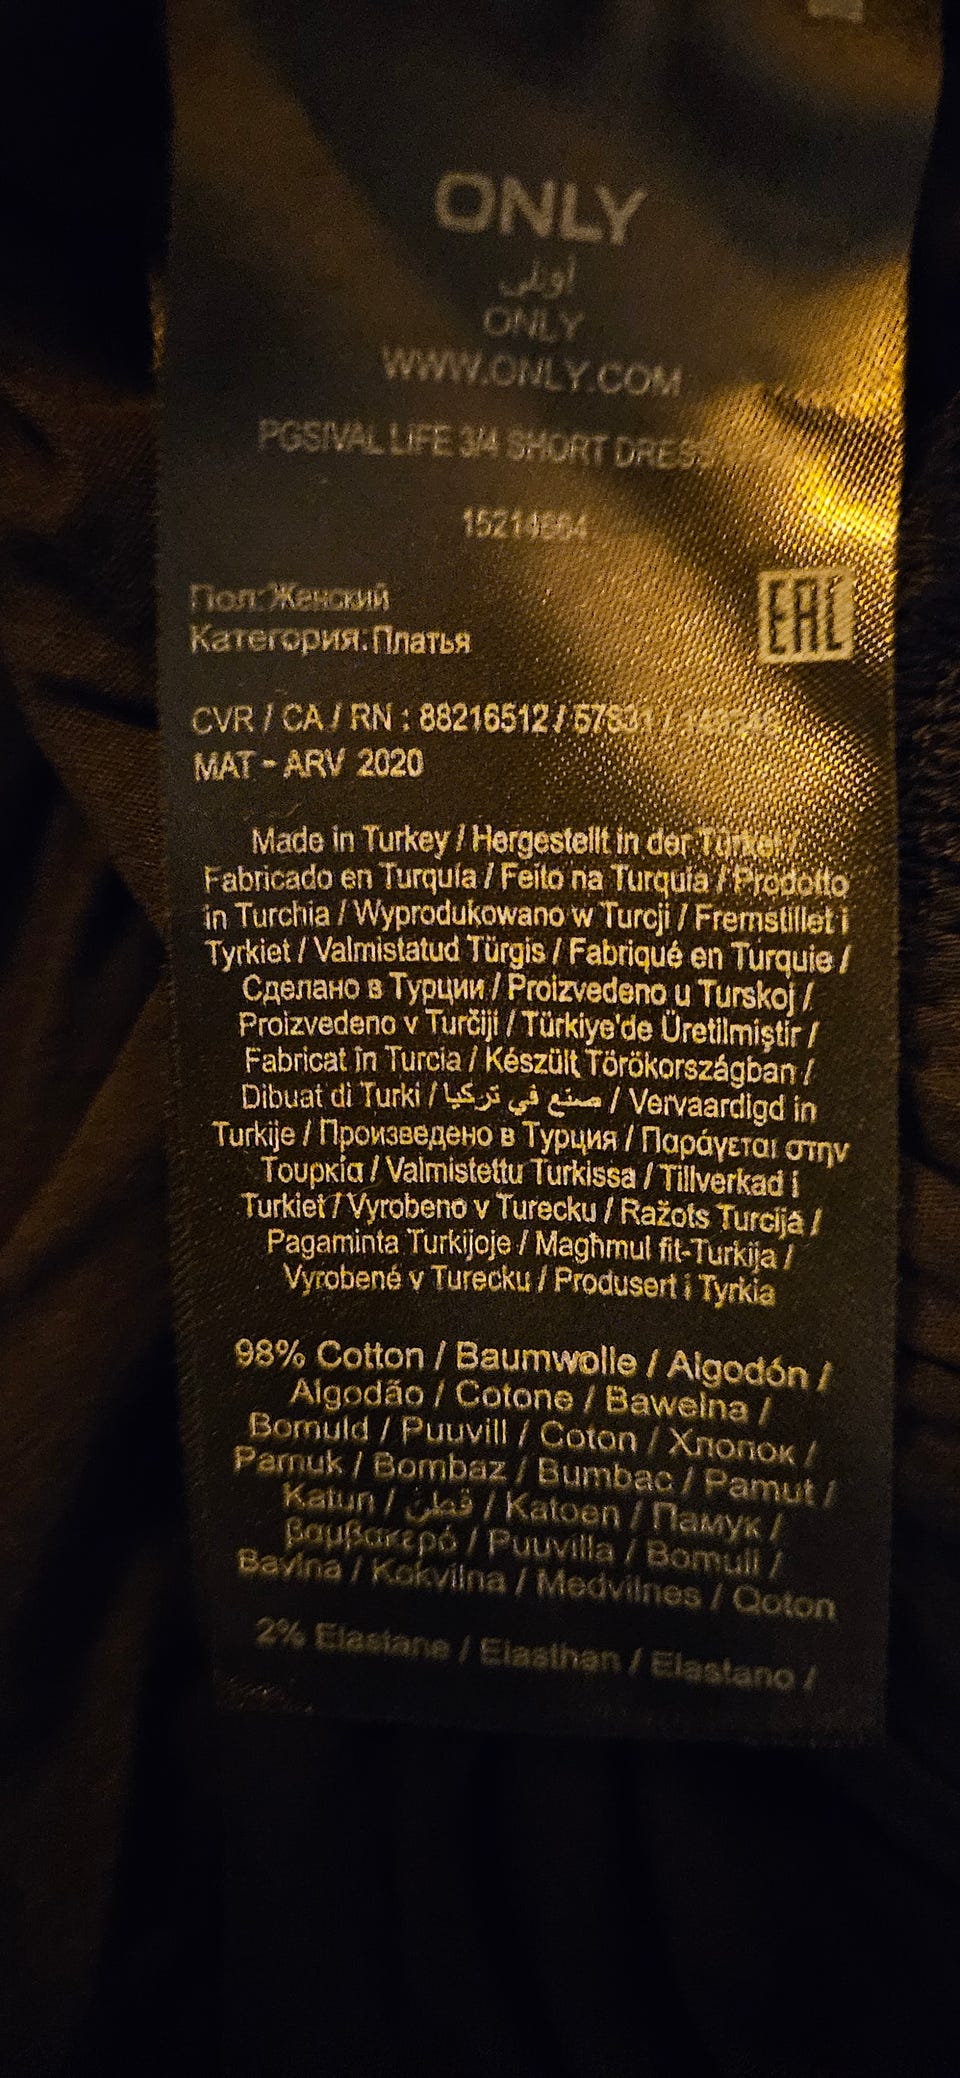 ONLY
أونلي
ONLY
WWW.ONLY.COM
PGSIVAL LIFE 3/4 SHORT DRESS
Пол:Женский
Категория:Платья
EAC
CVR / CA / RN : 88216512 /
MAT - ARV 2020
Made in Turkey / Hergestellt in der Türkei /
Fabricado en Turquía / Feito na Turquía / Prodotto
in Turchia / Wyprodukowano w Turcji / Fremstillet i
Tyrkiet / Valmistatud Türgis / Fabriqué en Turquie /
Сделано в Турции / Proizvedeno u Turskoj /
Proizvedeno v Turčiji / Türkiye'de Üretilmiştir /
Fabricat în Turcia / Készült Törökországban /
Dibuat di Turki / صنع في تركيا / Vervaardigd in
Turkije / Произведено в Турция / Παράγεται στην
Τουρκία / Valmistettu Turkissa / Tillverkad i
Turkiet / Vyrobeno v Turecku / Ražots Turcijā /
Pagaminta Turkijoje / Magħmul fit-Turkija /
Vyrobené v Turecku / Produsert i Tyrkia
98% Cotton / Baumwolle / Algodón /
Algodão / Cotone / Bawełna /
Bomuld / Puuvill / Coton / Хлопок /
Pamuk / Bombaz / Bumbac / Pamut /
Katun / قطن / Katoen / Памук /
βαμβακερό / Puuvilla / Bomull /
Bavlna / Kokvilna / Medvilnes / Qoton
2% Elastane / Elasthan / Elastano /